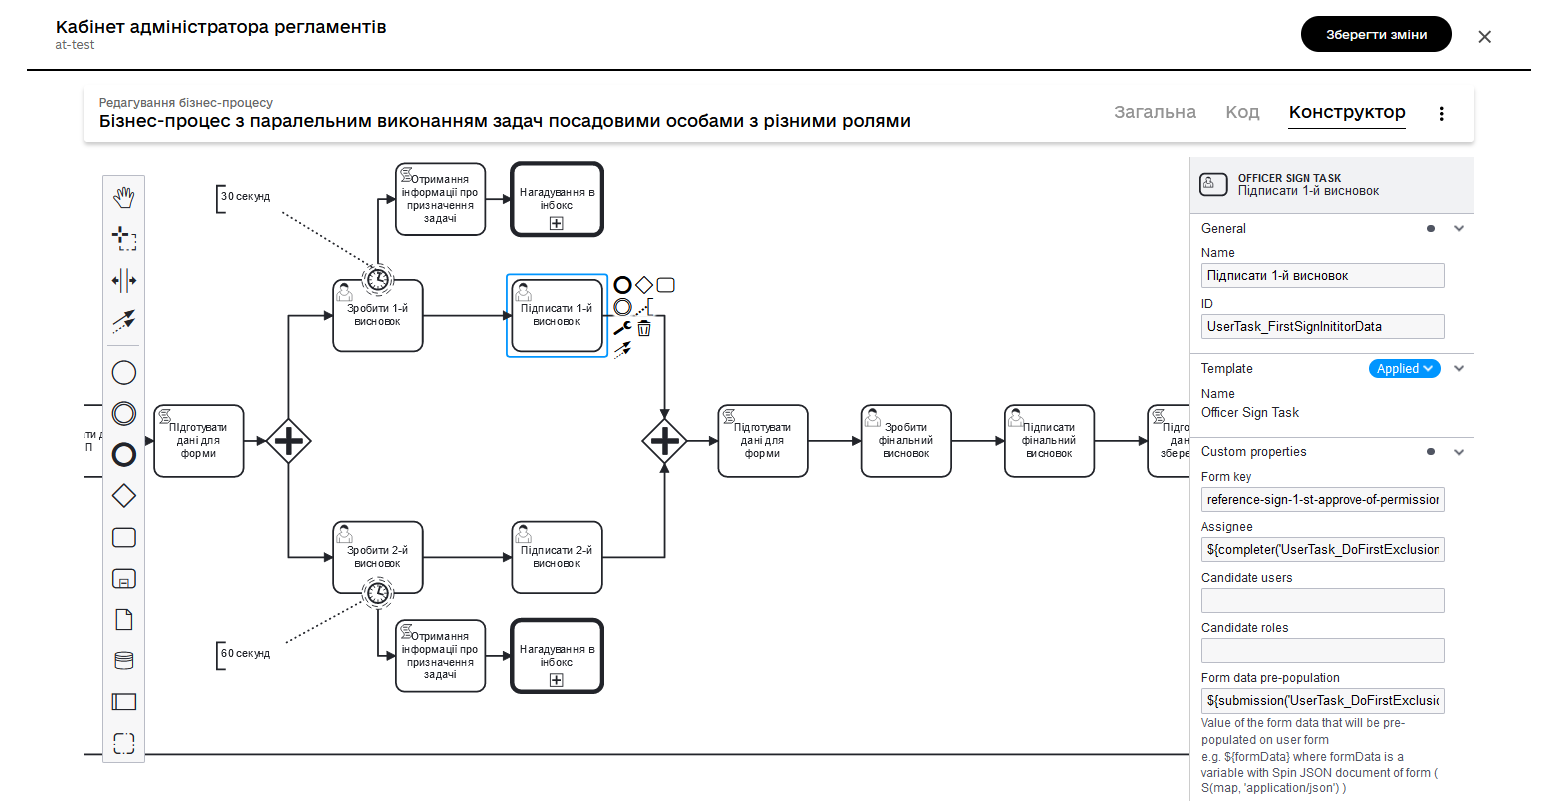 Кабінет адміністратора регламентів
at-test
Зберегти зміни
Редагування бізнес-процесу
Бізнес-процес з паралельним виконанням задач посадовими особами з різними ролями
Загальна
Код
Конструктор
30 секунд
Отримання
інформації про
призначення
задачі
Нагадування в
інбокс
Зробити 1-й
висновок
Підписати 1-й
висновок
Підготувати
дані для
форми
Підготувати
дані для
форми
Зробити
фінальний
висновок
Підписати
фінальний
висновок
Зробити 2-й
висновок
Підписати 2-й
висновок
60 секунд
Отримання
інформації про
призначення
задачі
Нагадування в
інбокс
OFFICER SIGN TASK
Підписати 1-й висновок
General
Name
Підписати 1-й висновок
ID
UserTask_FirstSignInititorData
Template
Applied
Name
Officer Sign Task
Custom properties
Form key
reference-sign-1-st-approve-of-permission
Assignee
${completer('UserTask_DoFirstExclusion
Candidate users
Candidate roles
Form data pre-population
${submission('UserTask_DoFirstExclusio
Value of the form data that will be pre-
populated on user form
e.g. ${formData} where formData is a
variable with Spin JSON document of form (
S(map, 'application/json') )